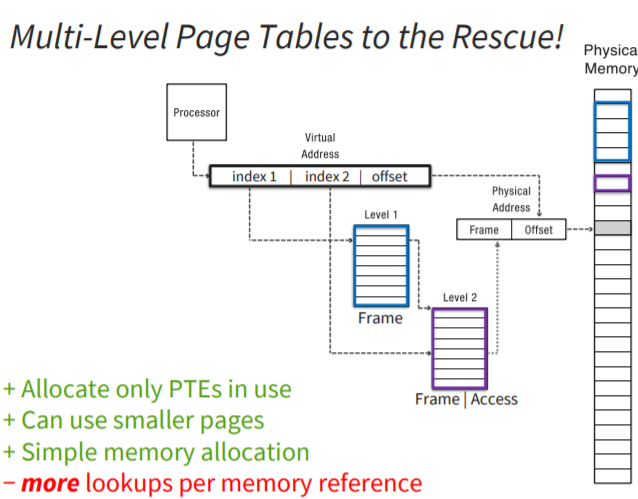 Multi-Level Page Tables to the Rescue!
Physica
Memory
Processor
Virtual
Address
index 1 | index 2 | offset
Physical
Address
Level 1
Frame Offset
Level 2
Frame
Frame | Access
+ Allocate only PTEs in use
+ Can use smaller pages
+ Simple memory allocation
− more lookups per memory reference